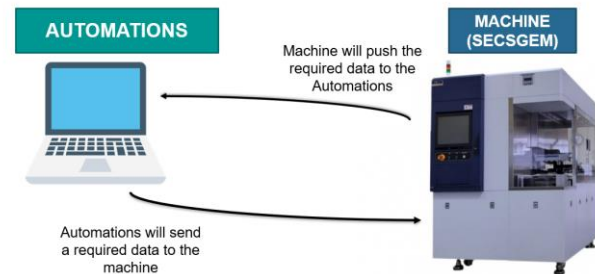 AUTOMATIONS
MACHINE
(SECSGEM)
Machine will push the
required data to the
Automations
Automations will send
a required data to the
machine